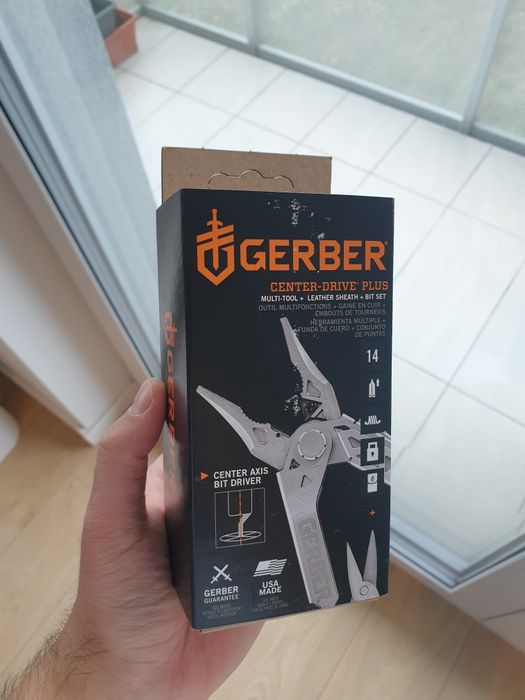 GERBER
CENTER-DRIVE® PLUS
MULTI-TOOL + LEATHER SHEATH + BIT SET
OUTIL MULTIFONCTIONS + GAINE EN CUIR +
EMBOUTS DE TOURNEVIS
HERRAMIENTA MÚLTIPLE +
FUNDA DE CUERO + CONJUNTO
DE PUNTAS
14
CENTER AXIS
BIT DRIVER
+
GERBER
GUARANTEE
USA
MADE
GERBER
GERBER